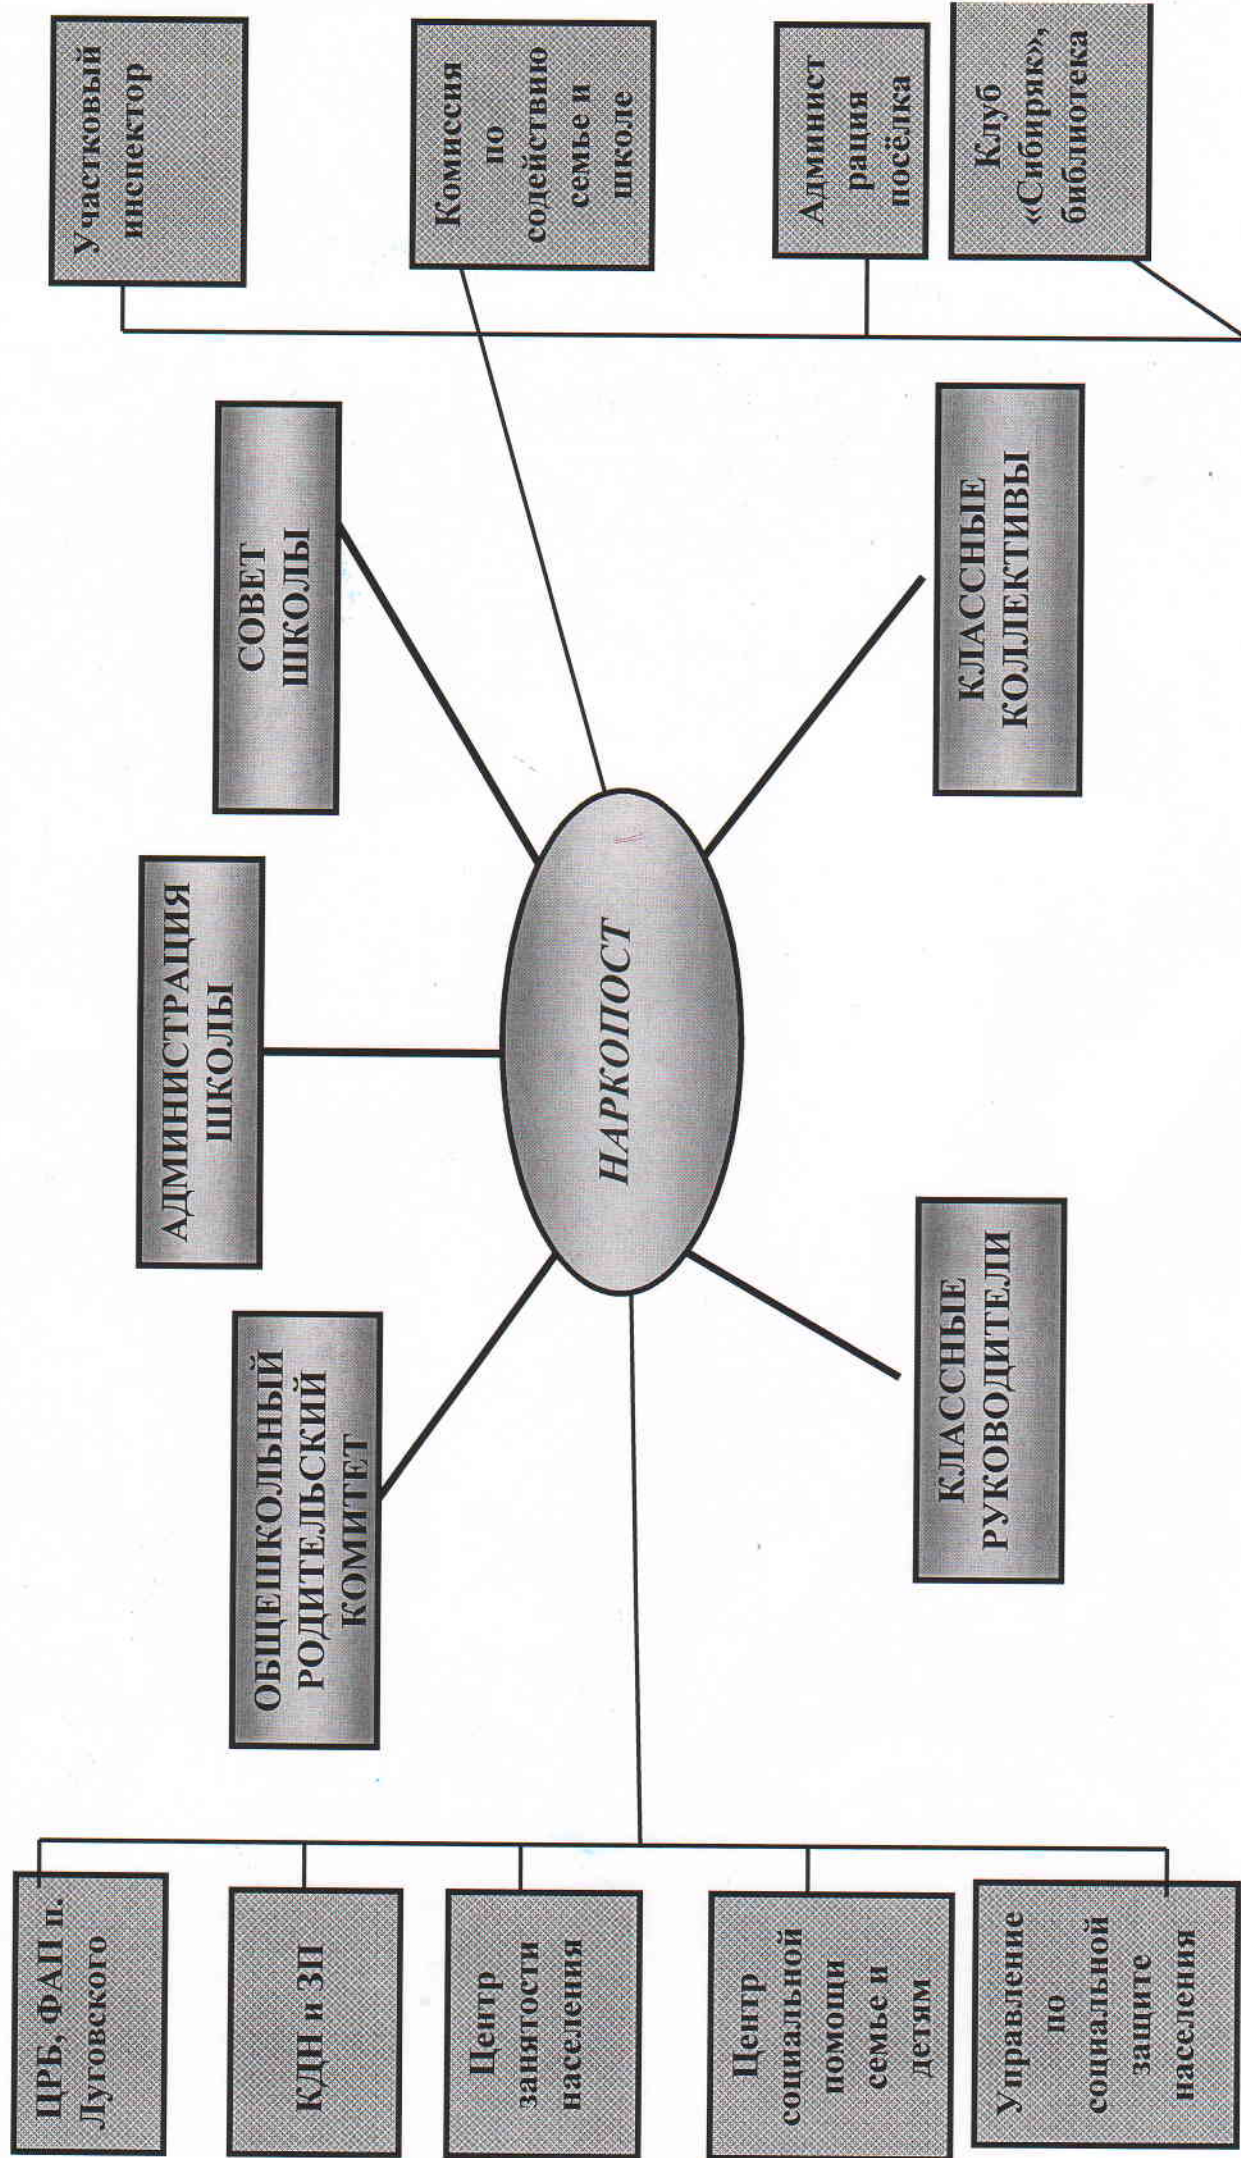 ЦРБ, ФАП п.
Луговского
КДН и ЗП
Центр
занятости
населения
Центр
социальной
помощи
семье и
детям
Управление
по
социальной
защите
населения
ОБЩЕШКОЛЬНЫЙ
РОДИТЕЛЬСКИЙ
КОМИТЕТ
АДМИНИСТРАЦИЯ
ШКОЛЫ
СОВЕТ
ШКОЛЫ
НАРКОПОСТ
КЛАССНЫЕ
РУКОВОДИТЕЛИ
КЛАССНЫЕ
КОЛЛЕКТИВЫ
Участковый
инспектор
Комиссия
по
содействию
семье и
школе
Админист
рация
посёлка
Клуб
«Сибиряк»,
библиотека